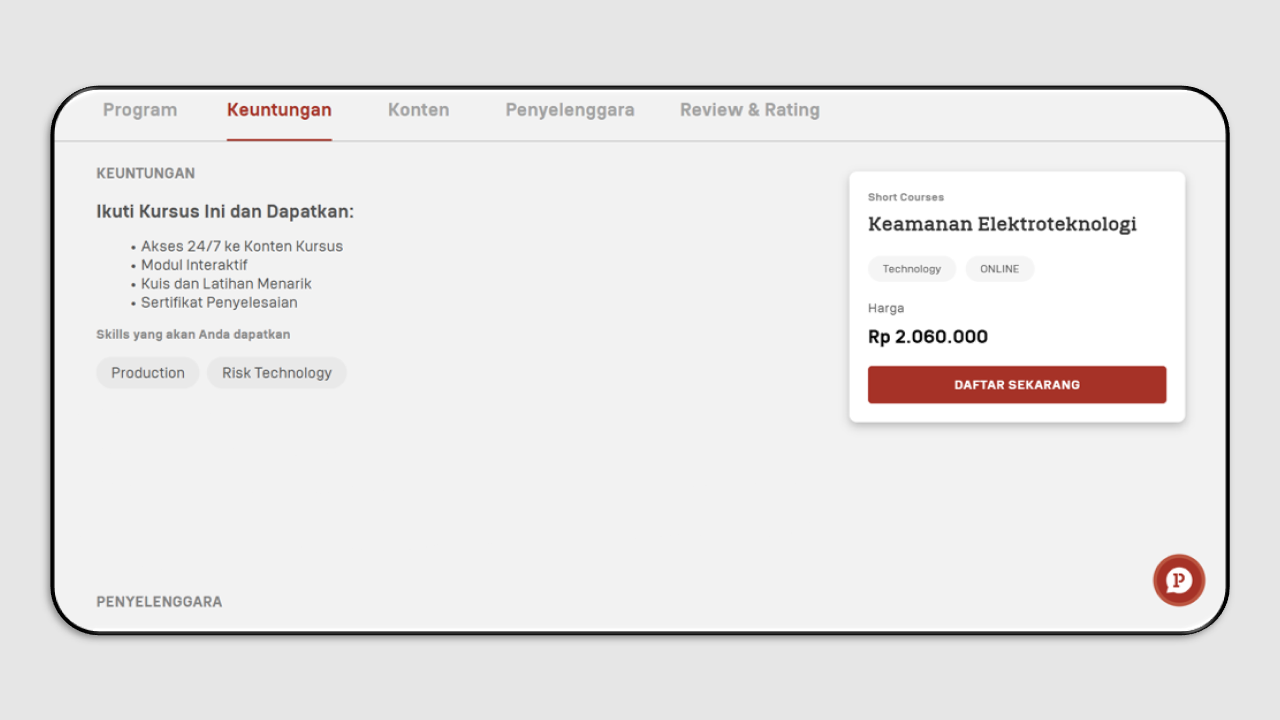 Program Keuntungan Konten Penyelenggara Review & Rating
KEUNTUNGAN
Ikuti Kursus Ini dan Dapatkan:
• Akses 24/7 ke Konten Kursus
• Modul Interaktif
• Kuis dan Latihan Menarik
• Sertifikat Penyelesaian
Skills yang akan Anda dapatkan
Production Risk Technology
Short Courses
Keamanan Elektroteknologi
Technology ONLINE
Harga
Rp 2.060.000
DAFTAR SEKARANG
P
PENYELENGGARA